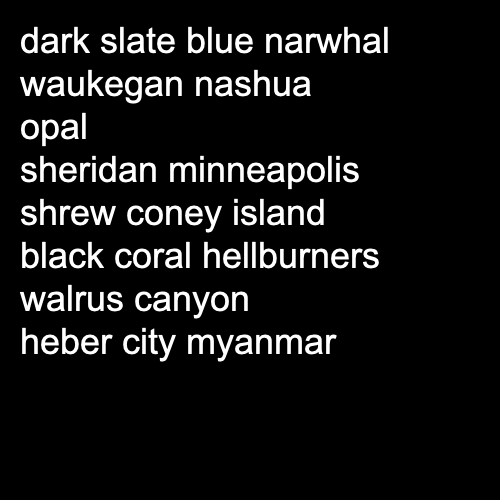 dark slate blue narwhal
waukegan nashua
opal
sheridan minneapolis
shrew coney island
black coral hellburners
walrus canyon
heber city myanmar